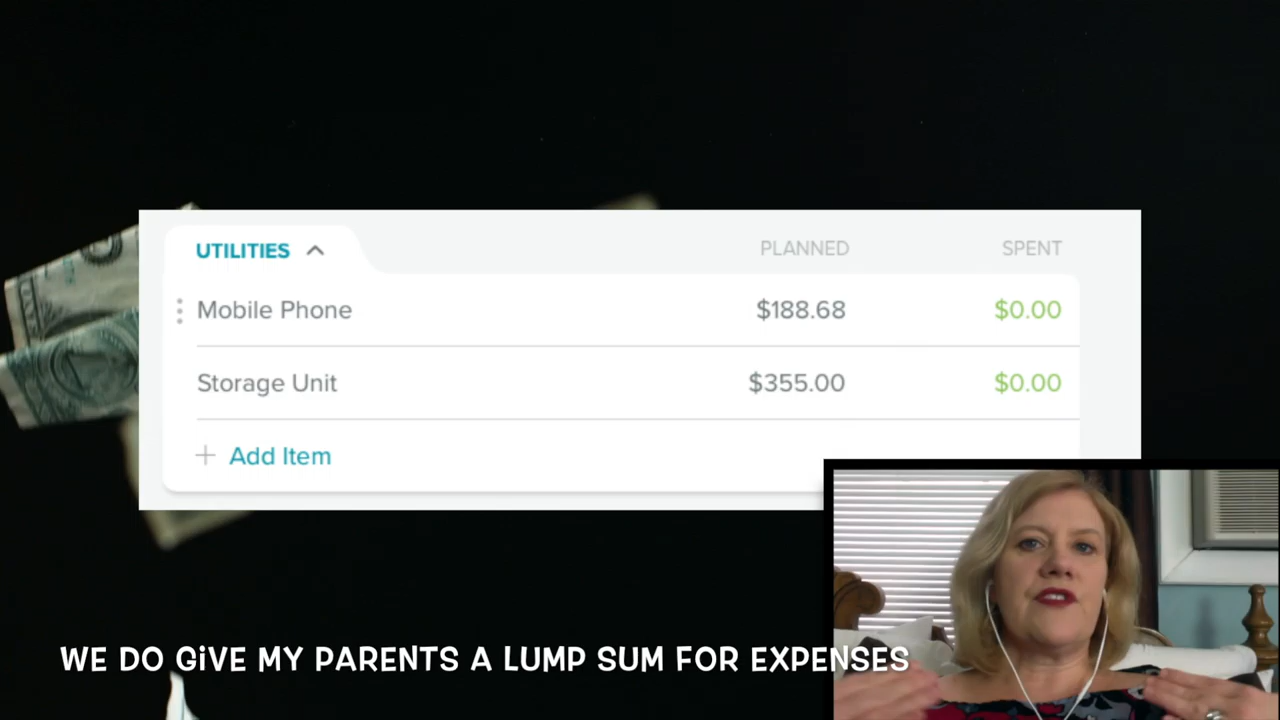 UTILITIES PLANNED SPENT
Mobile Phone $188.68 $0.00
Storage Unit $355.00 $0.00
+ Add Item
WE DO GiVE MY PARENTS A LUMP SUM FOR EXPENSES